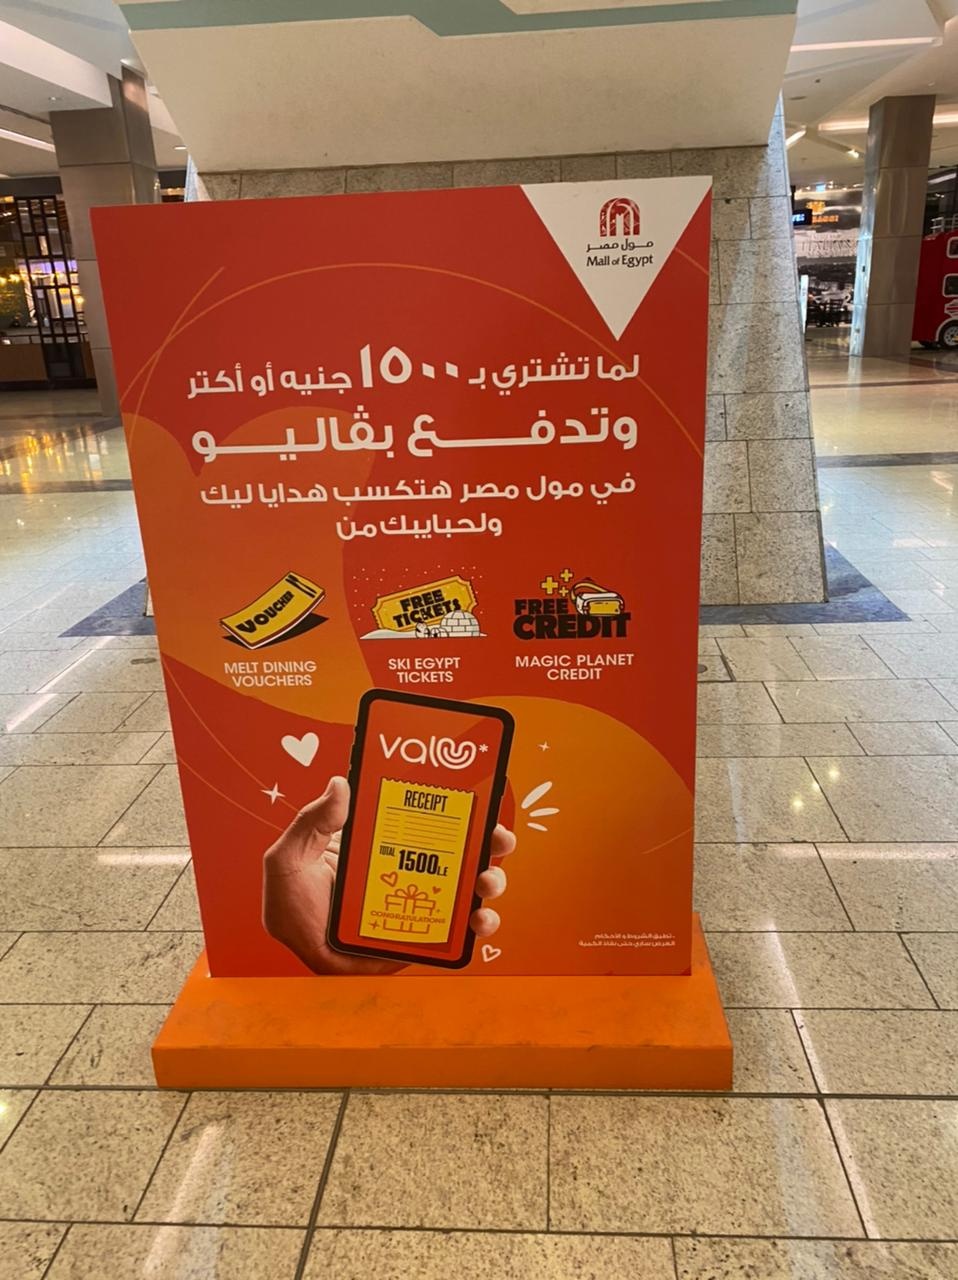 مول مصر
Mall of Egypt
لما تشتري بـ ١٥٠٠ جنيه أو أكتر
وتدفع بڤاليو
في مول مصر هتكسب هدايا ليك
ولحبايبك من
VOUCHER
MELT DINING
VOUCHERS
FREE
TICKETS
SKI EGYPT
TICKETS
FREE
CREDIT
MAGIC PLANET
CREDIT
valU*
RECEIPT
TOTAL 1500 L.E
CONGRATULATIONS
- تطبق الشروط و الأحكام
العرض ساري حتى نفاذ الكمية